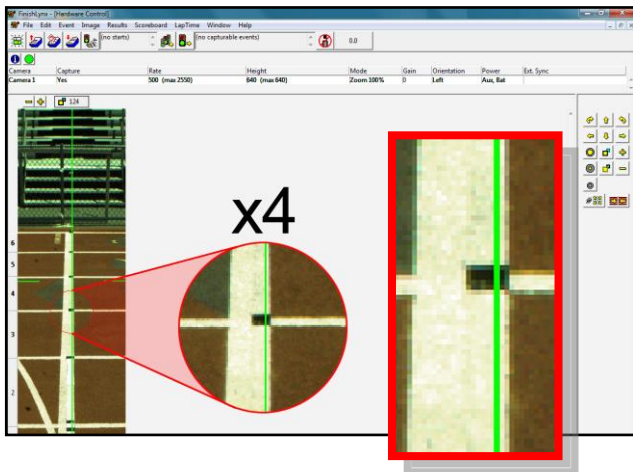 FinishLynx - [Hardware Control]
File Edit Event Image Results Scoreboard LapTime Window Help
(no starts) (no capturable events) 0.0
Camera Capture Rate Height Mode Gain Orientation Power Ext. Sync
Camera 1 Yes 500 (max 2550) 640 (max 640) Zoom 100% 0 Left Aux, Bat
124
x4
6
5
4
3
2